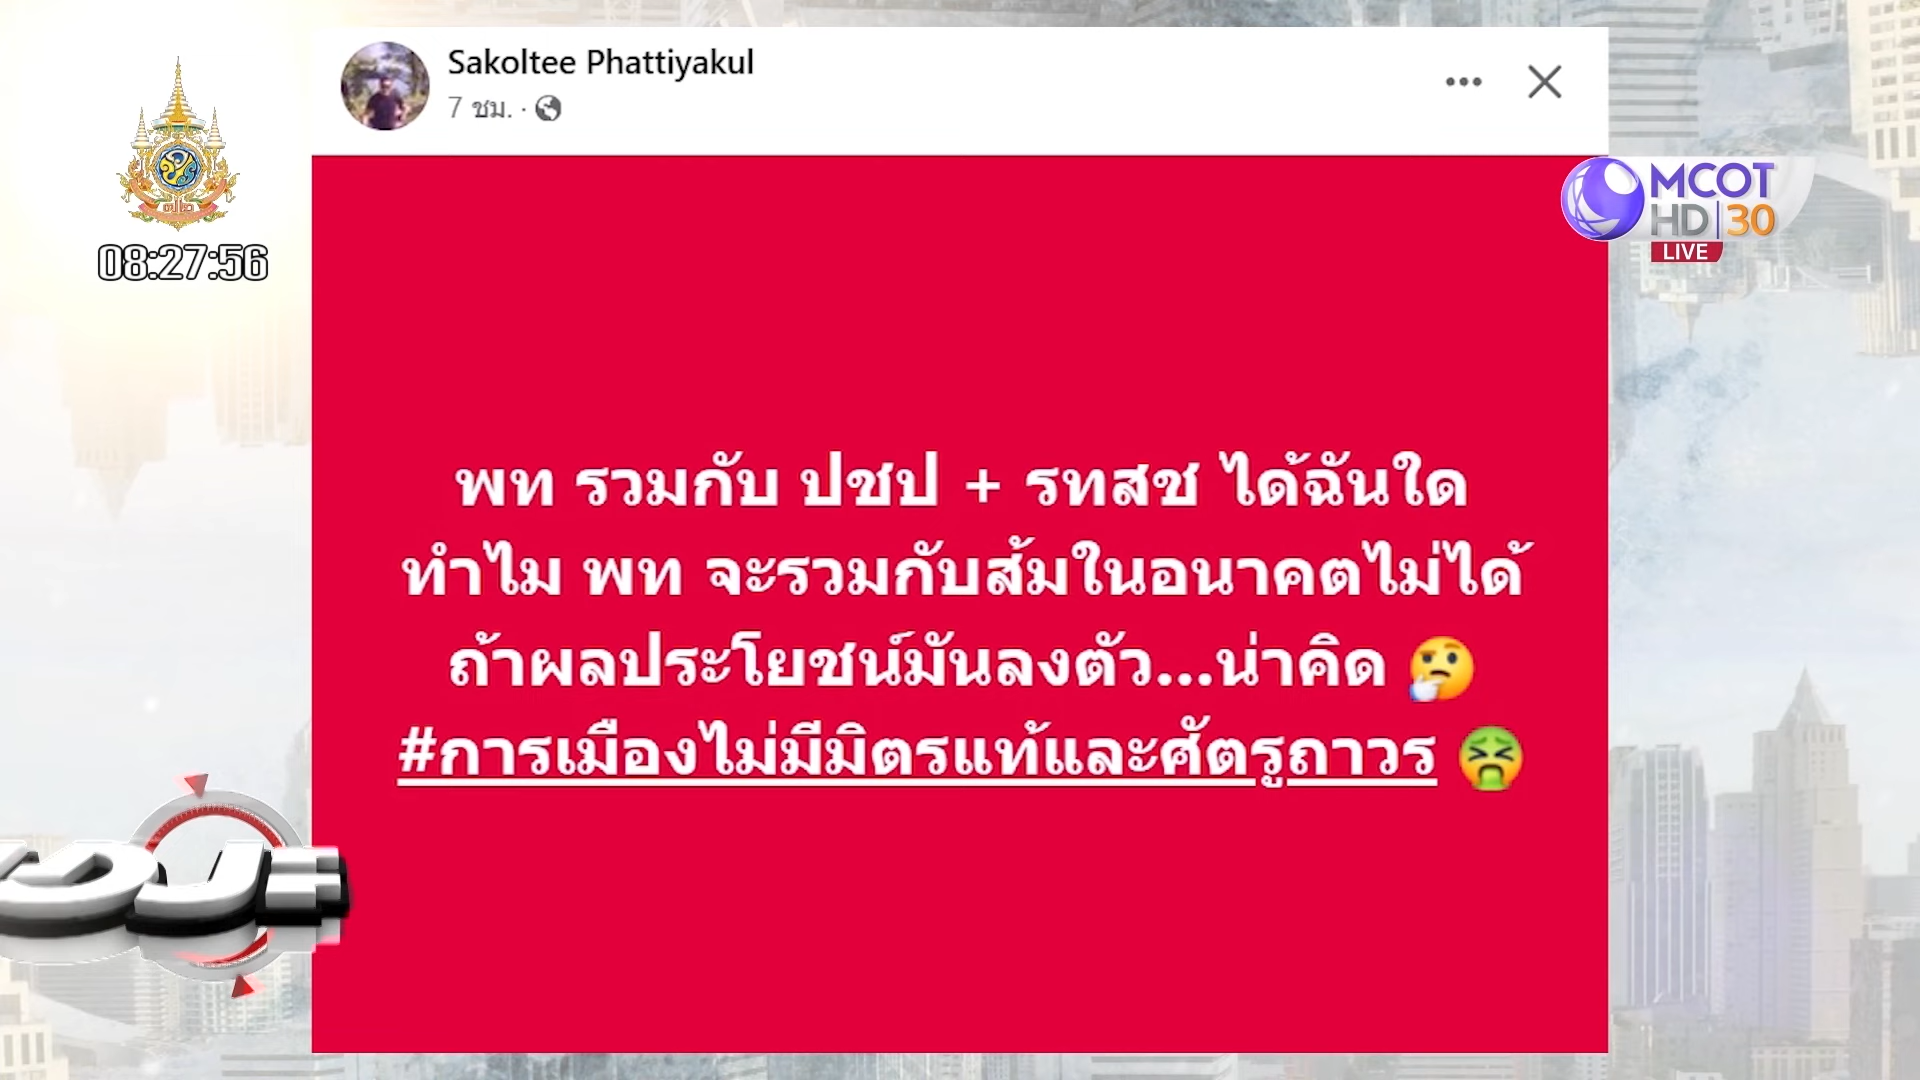 Sakoltee Phattiyakul
7 ชม. ·
08:27:56
MCOT
HD 30
LIVE
พท รวมกับ ปชป + รทสช ได้ฉันใด
ทำไม พท จะรวมกับส้มในอนาคตไม่ได้
ถ้าผลประโยชน์มันลงตัว...น่าคิด 🤔
#การเมืองไม่มีมิตรแท้และศัตรูถาวร 🤮